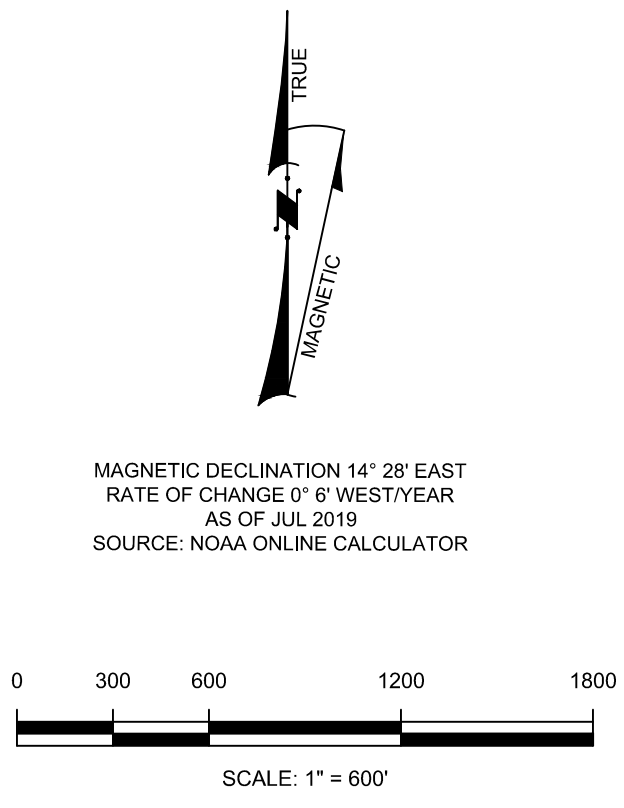 TRUE
N
MAGNETIC
MAGNETIC DECLINATION 14° 28' EAST
RATE OF CHANGE 0° 6' WEST/YEAR
AS OF JUL 2019
SOURCE: NOAA ONLINE CALCULATOR
0 300 600 1200 1800
SCALE: 1" = 600'